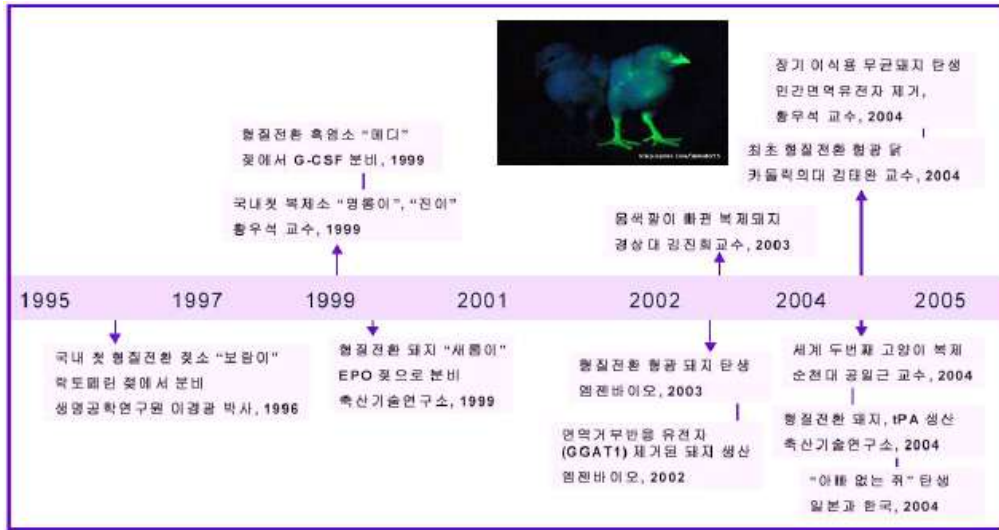 장기 이식용 무균돼지 탄생
인간면역유전자 제거,
황우석 교수, 2004
형질전환 흑염소 “메디”
젖에서 G-CSF 분비, 1999
최초 형질전환 형광 닭
카톨릭의대 김태완 교수, 2004
국내첫 복제소 “영롱이”, “진이”
황우석 교수, 1999
몸색깔이 바뀐 복제돼지
경상대 김진회교수, 2003
1995 1997 1999 2001 2002 2004 2005
국내 첫 형질전환 젖소 “보람이”
락토페린 젖에서 분비
생명공학연구원 이경광 박사, 1996
형질전환 돼지 “새롬이”
EPO 젖으로 분비
축산기술연구소, 1999
형질전환 형광 돼지 탄생
엠젠바이오, 2003
면역거부반응 유전자
(GGAT1) 제거된 돼지 생산
엠젠바이오, 2002
세계 두번째 고양이 복제
순천대 공일근 교수, 2004
형질전환 돼지, tPA 생산
축산기술연구소, 2004
“아빠 없는 쥐” 탄생
일본과 한국, 2004